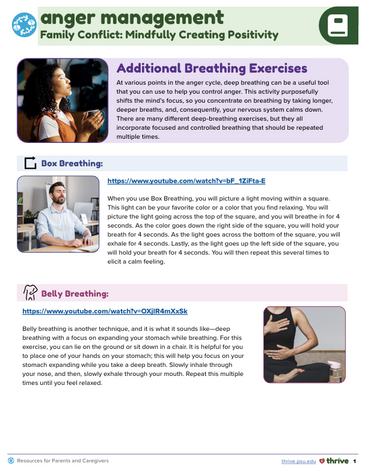 anger management
Family Conflict: Mindfully Creating Positivity
Additional Breathing Exercises
At various points in the anger cycle, deep breathing can be a useful tool
that you can use to help you control anger. This activity purposefully
shifts the mind's focus, so you concentrate on breathing by taking longer,
deeper breaths, and, consequently, your nervous system calms down.
There are many different deep-breathing exercises, but they all
incorporate focused and controlled breathing that should be repeated
multiple times.
Box Breathing:
https://www.youtube.com/watch?v=bF_1ZiFta-E
When you use Box Breathing, you will picture a light moving within a square.
This light can be your favorite color or a color that you find relaxing. You will
picture the light going across the top of the square, and you will breathe in for 4
seconds. As the color goes down the right side of the square, you will hold your
breath for 4 seconds. As the light goes across the bottom of the square, you will
exhale for 4 seconds. Lastly, as the light goes up the left side of the square, you
will hold your breath for 4 seconds. You will then repeat this several times to
elicit a calm feeling.
Belly Breathing:
https://www.youtube.com/watch?v=OXjlR4mXxSk
Belly breathing is another technique, and it is what it sounds like—deep
breathing with a focus on expanding your stomach while breathing. For this
exercise, you can lie on the ground or sit down in a chair. It is helpful for you
to place one of your hands on your stomach; this will help you focus on your
stomach expanding while you take a deep breath. Slowly inhale through
your nose, and then, slowly exhale through your mouth. Repeat this multiple
times until you feel relaxed.
Resources for Parents and Caregivers
thrive.psu.edu thrive 1